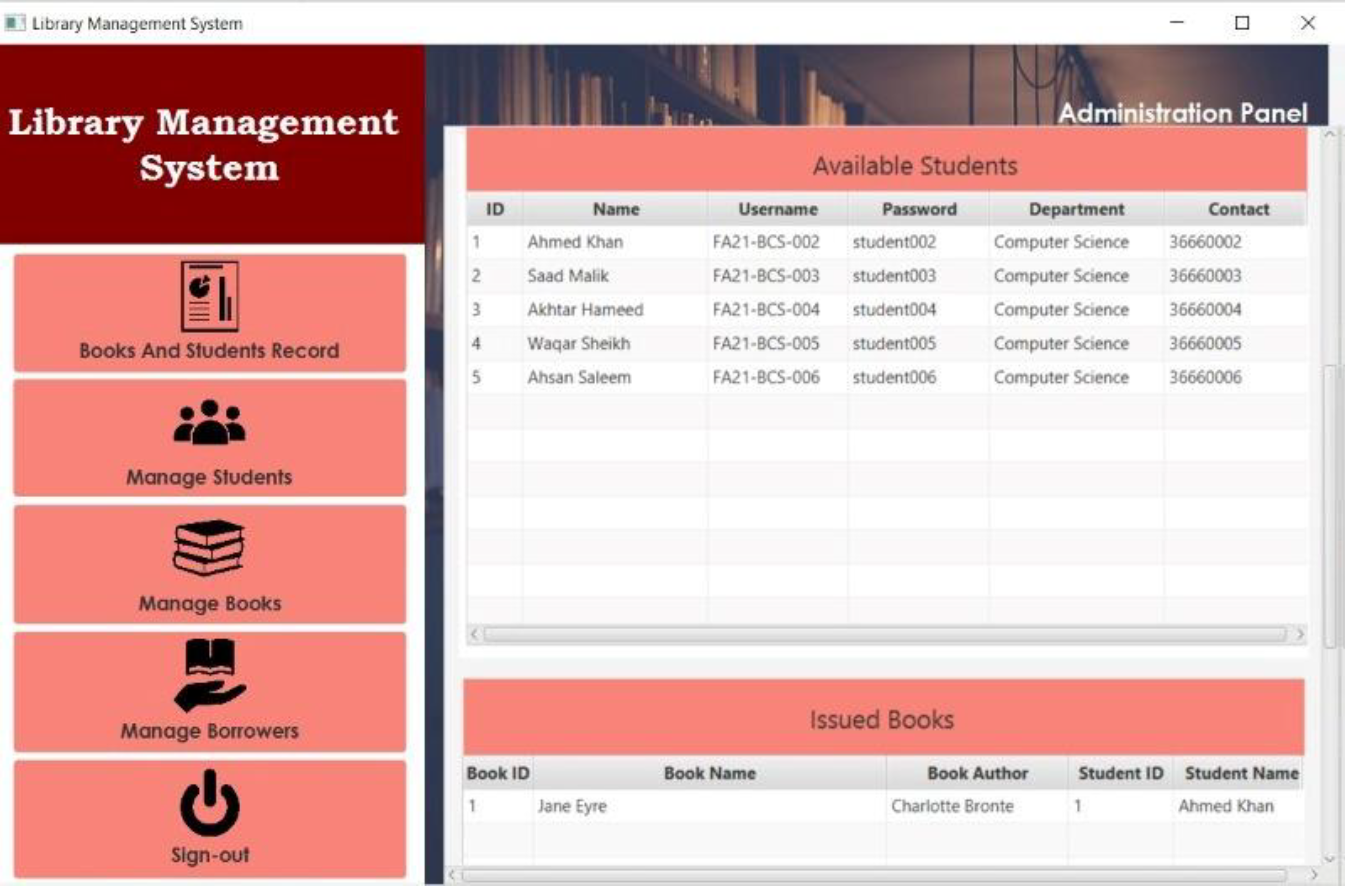 Library Management System
Library Management
System
Books And Students Record
Manage Students
Manage Books
Manage Borrowers
Sign-out
Administration Panel
Available Students
ID Name Username Password Department Contact
1 Ahmed Khan FA21-BCS-002 student002 Computer Science 36660002
2 Saad Malik FA21-BCS-003 student003 Computer Science 36660003
3 Akhtar Hameed FA21-BCS-004 student004 Computer Science 36660004
4 Waqar Sheikh FA21-BCS-005 student005 Computer Science 36660005
5 Ahsan Saleem FA21-BCS-006 student006 Computer Science 36660006
Issued Books
Book ID Book Name Book Author Student ID Student Name
1 Jane Eyre Charlotte Bronte 1 Ahmed Khan